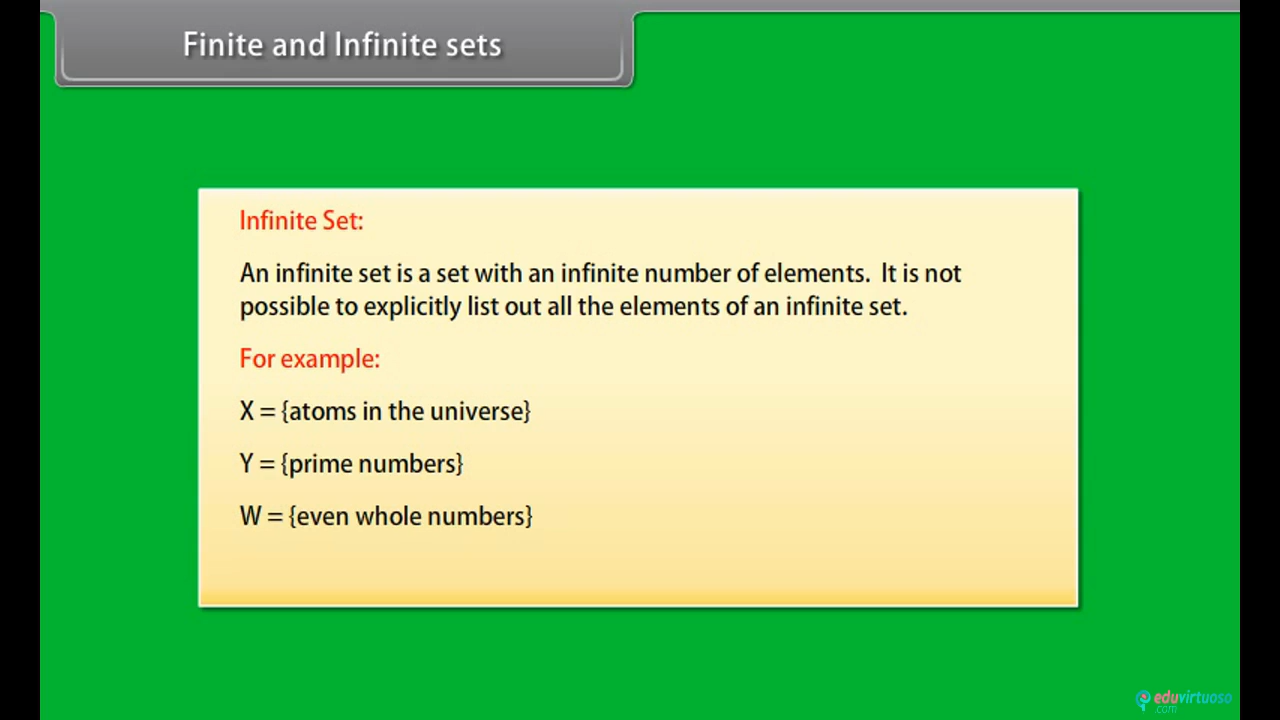 Finite and Infinite sets
Infinite Set:
An infinite set is a set with an infinite number of elements. It is not
possible to explicitly list out all the elements of an infinite set.
For example:
X = {atoms in the universe}
Y = {prime numbers}
W = {even whole numbers}
eduvirtuoso
.com